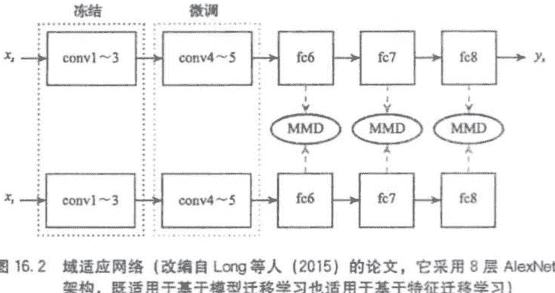 冻结 微调
x_s conv1～3 conv4～5 fc6 fc7 fc8 y_s
MMD MMD MMD
x_t conv1～3 conv4～5 fc6 fc7 fc8
图 16.2 域适应网络（改编自 Long 等人（2015）的论文，它采用 8 层 AlexNet
架构，既适用于基于模型迁移学习也适用于基于特征迁移学习）